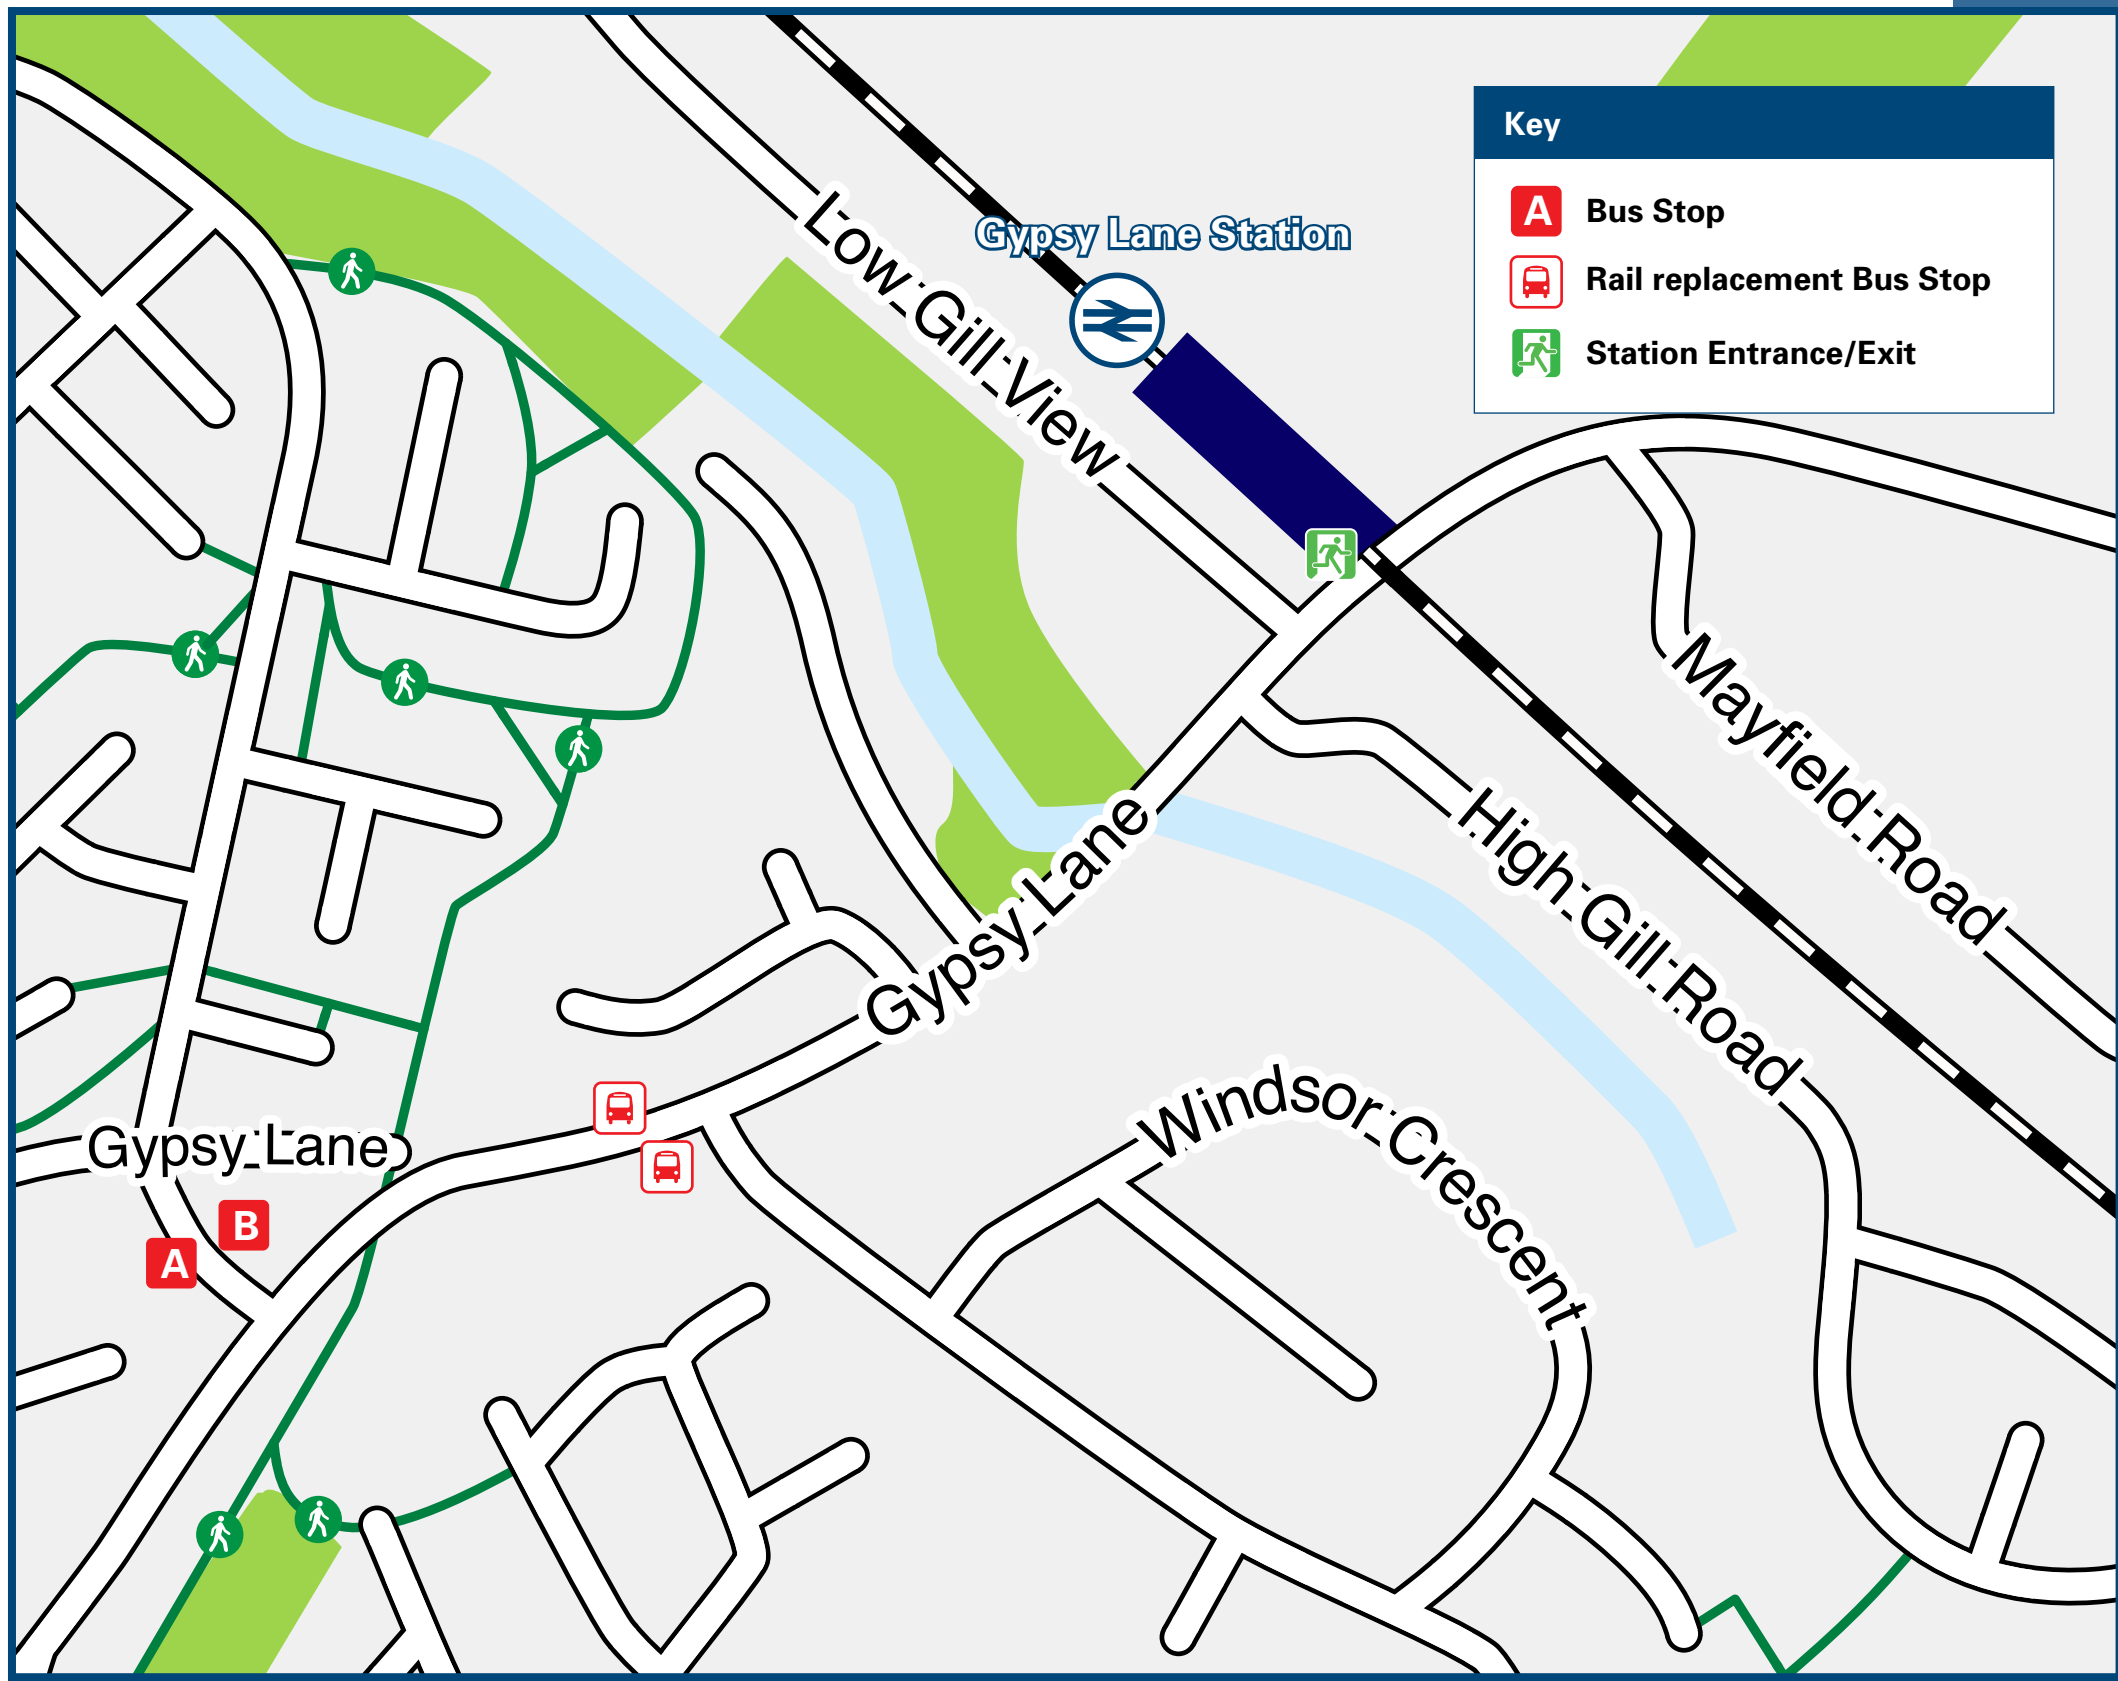 Key
A Bus Stop
Rail replacement Bus Stop
Station Entrance/Exit
Gypsy Lane Station
Low Gill View
Mayfield Road
High Gill Road
Gypsy Lane
Windsor Crescent
Gypsy Lane
B
A